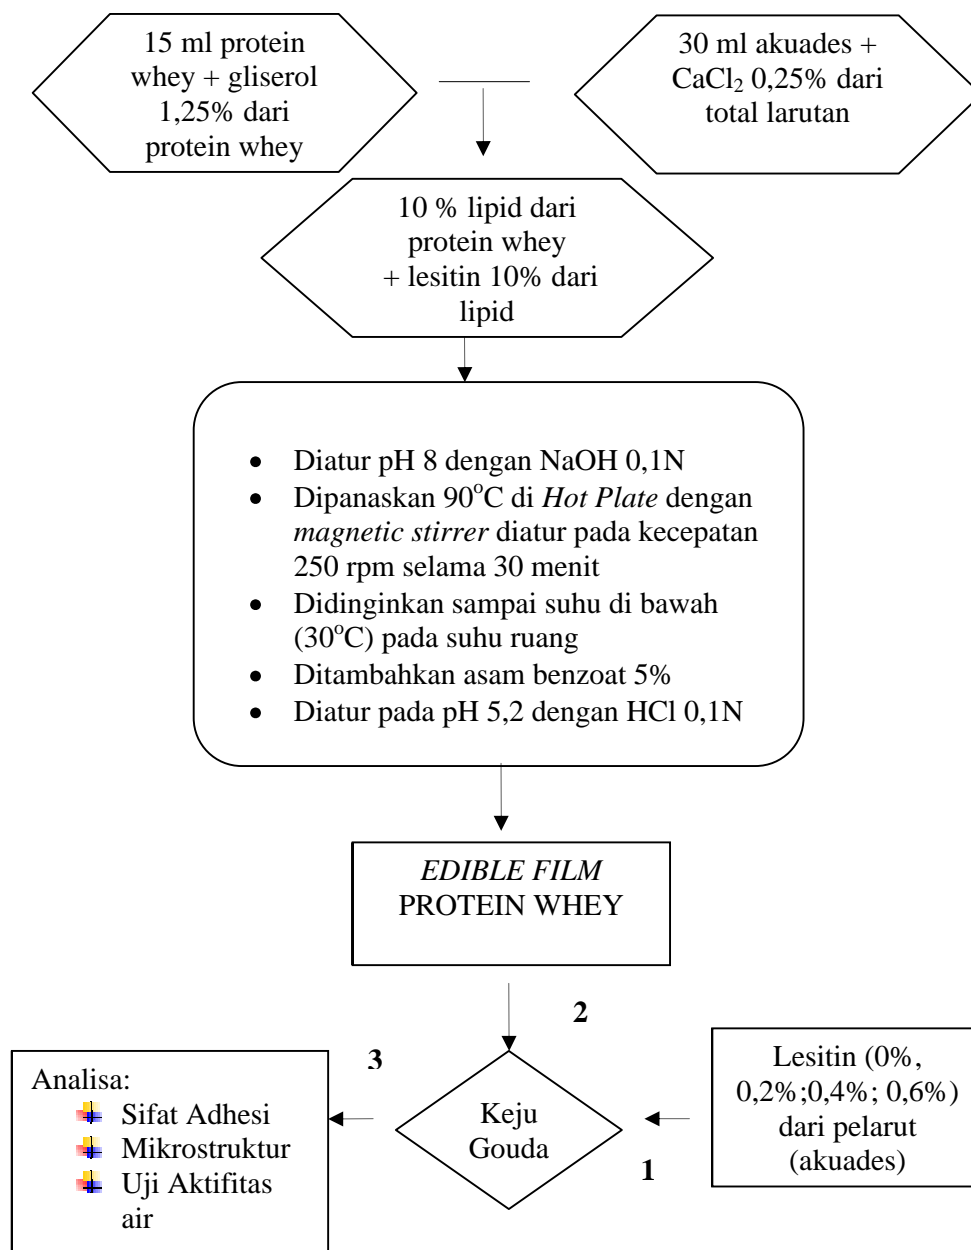 15 ml protein
whey + gliserol
1,25% dari
protein whey
30 ml akuades +
CaCl₂ 0,25% dari
total larutan
10 % lipid dari
protein whey
+ lesitin 10% dari
lipid
• Diatur pH 8 dengan NaOH 0,1N
• Dipanaskan 90°C di Hot Plate dengan
magnetic stirrer diatur pada kecepatan
250 rpm selama 30 menit
• Didinginkan sampai suhu di bawah
(30°C) pada suhu ruang
• Ditambahkan asam benzoat 5%
• Diatur pada pH 5,2 dengan HCl 0,1N
EDIBLE FILM
PROTEIN WHEY
2
3
Analisa:
Sifat Adhesi
Mikrostruktur
Uji Aktifitas
air
Keju
Gouda
1
Lesitin (0%,
0,2%;0,4%; 0,6%)
dari pelarut
(akuades)